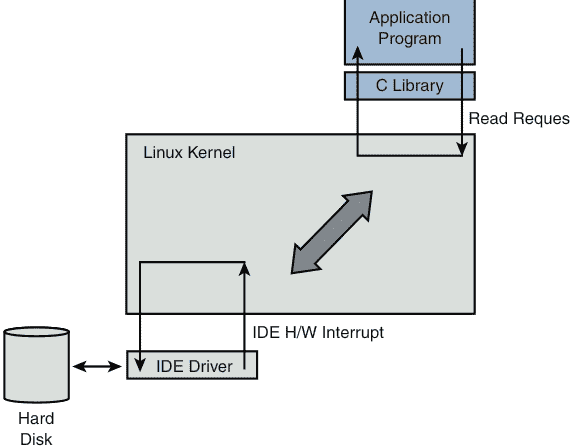 Application
Program
C Library
Read Reques
Linux Kernel
IDE H/W Interrupt
IDE Driver
Hard
Disk